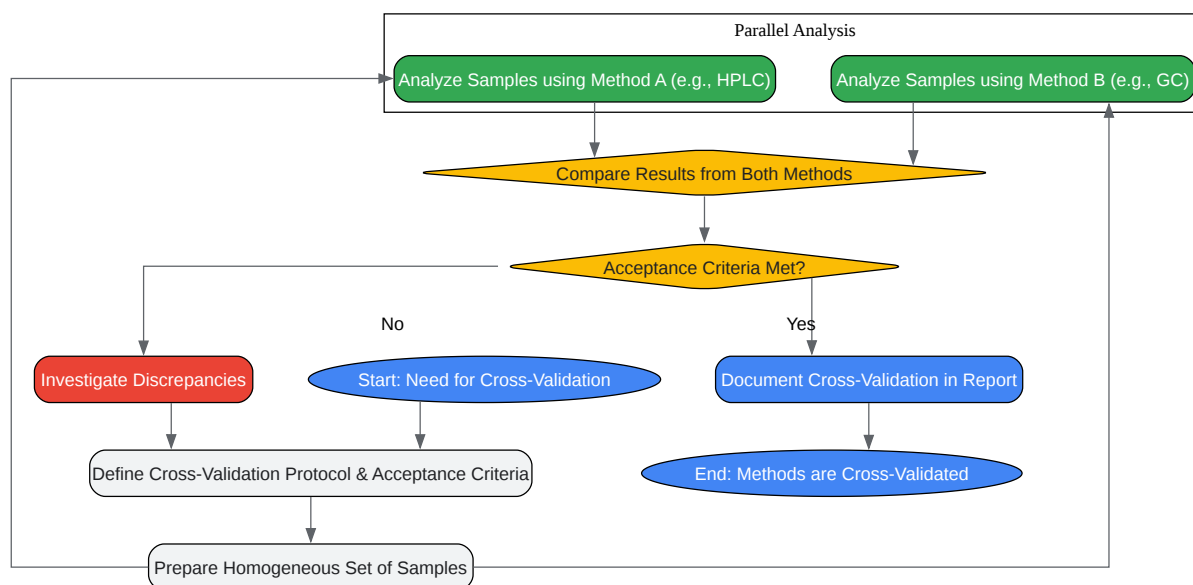 Parallel Analysis
Analyze Samples using Method A (e.g., HPLC)
Analyze Samples using Method B (e.g., GC)
Compare Results from Both Methods
Acceptance Criteria Met?
No
Yes
Investigate Discrepancies
Start: Need for Cross-Validation
Document Cross-Validation in Report
Define Cross-Validation Protocol & Acceptance Criteria
End: Methods are Cross-Validated
Prepare Homogeneous Set of Samples